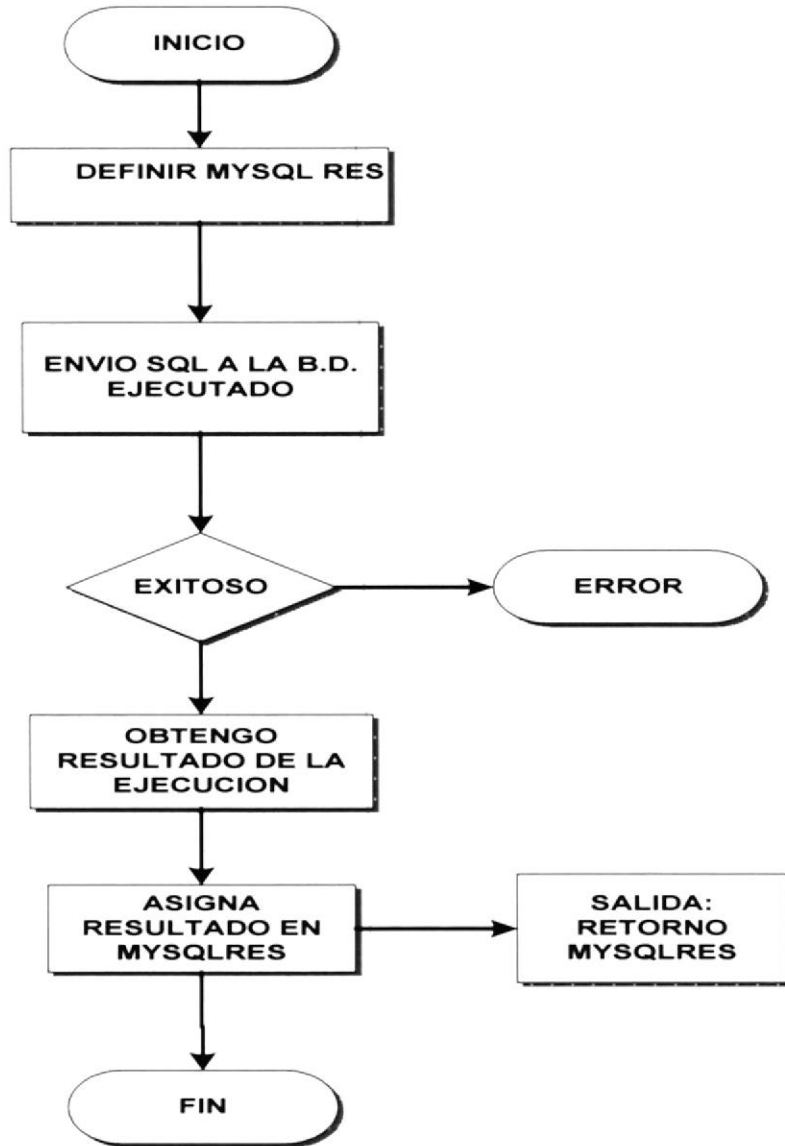 INICIO
DEFINIR MYSQL RES
ENVIO SQL A LA B.D.
EJECUTADO
EXITOSO
ERROR
OBTENGO
RESULTADO DE LA
EJECUCION
ASIGNA
RESULTADO EN
MYSQLRES
SALIDA:
RETORNO
MYSQLRES
FIN